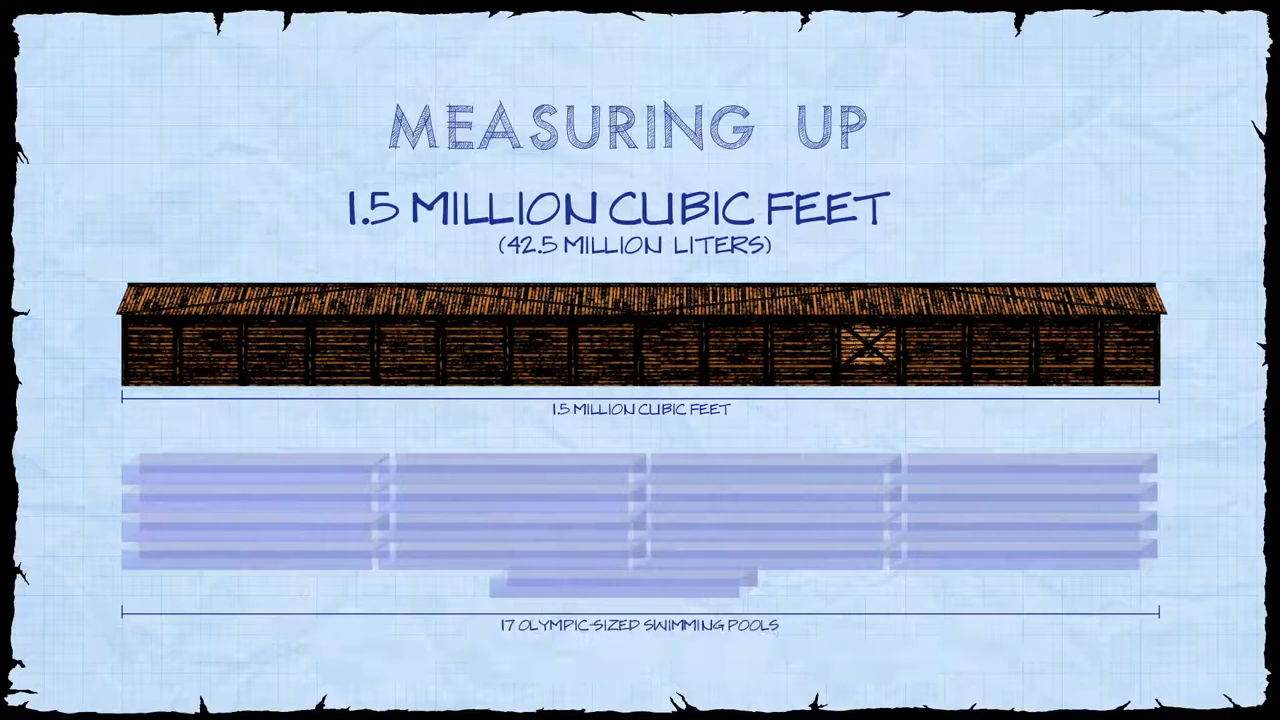 MEASURING UP
1.5 MILLION CUBIC FEET
(42.5 MILLION LITERS)
1.5 MILLION CUBIC FEET
17 OLYMPIC-SIZED SWIMMING POOLS